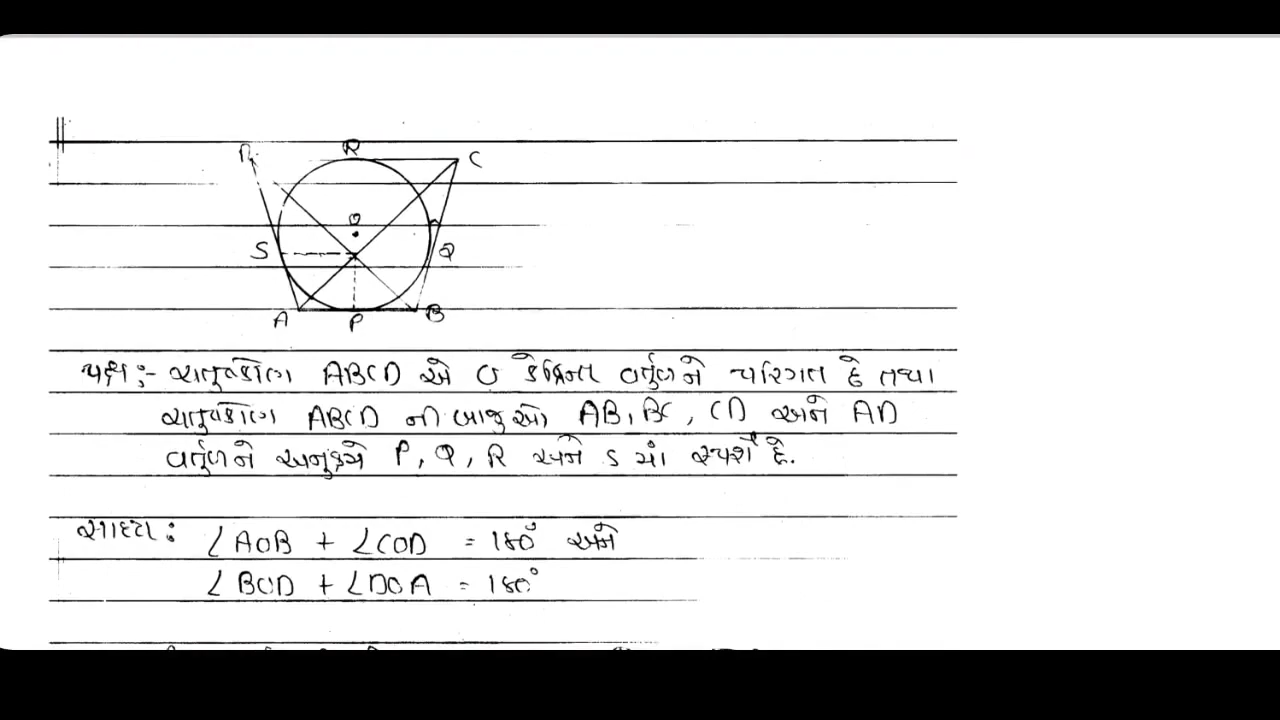 R
C
O
S
Q
A
P
B
પક્ષ :- ચતુષ્કોણ ABCD એ O કેન્દ્રિત વર્તુળને પરિગત છે તથા
ચતુષ્કોણ ABCD ની બાજુઓ AB, BC, CD અને AD
વર્તુળને અનુક્રમે P, Q, R અને S માં સ્પર્શે છે.
સાધ્ય : ∠AOB + ∠COD = 180° અને
∠BOD + ∠DOA = 180°